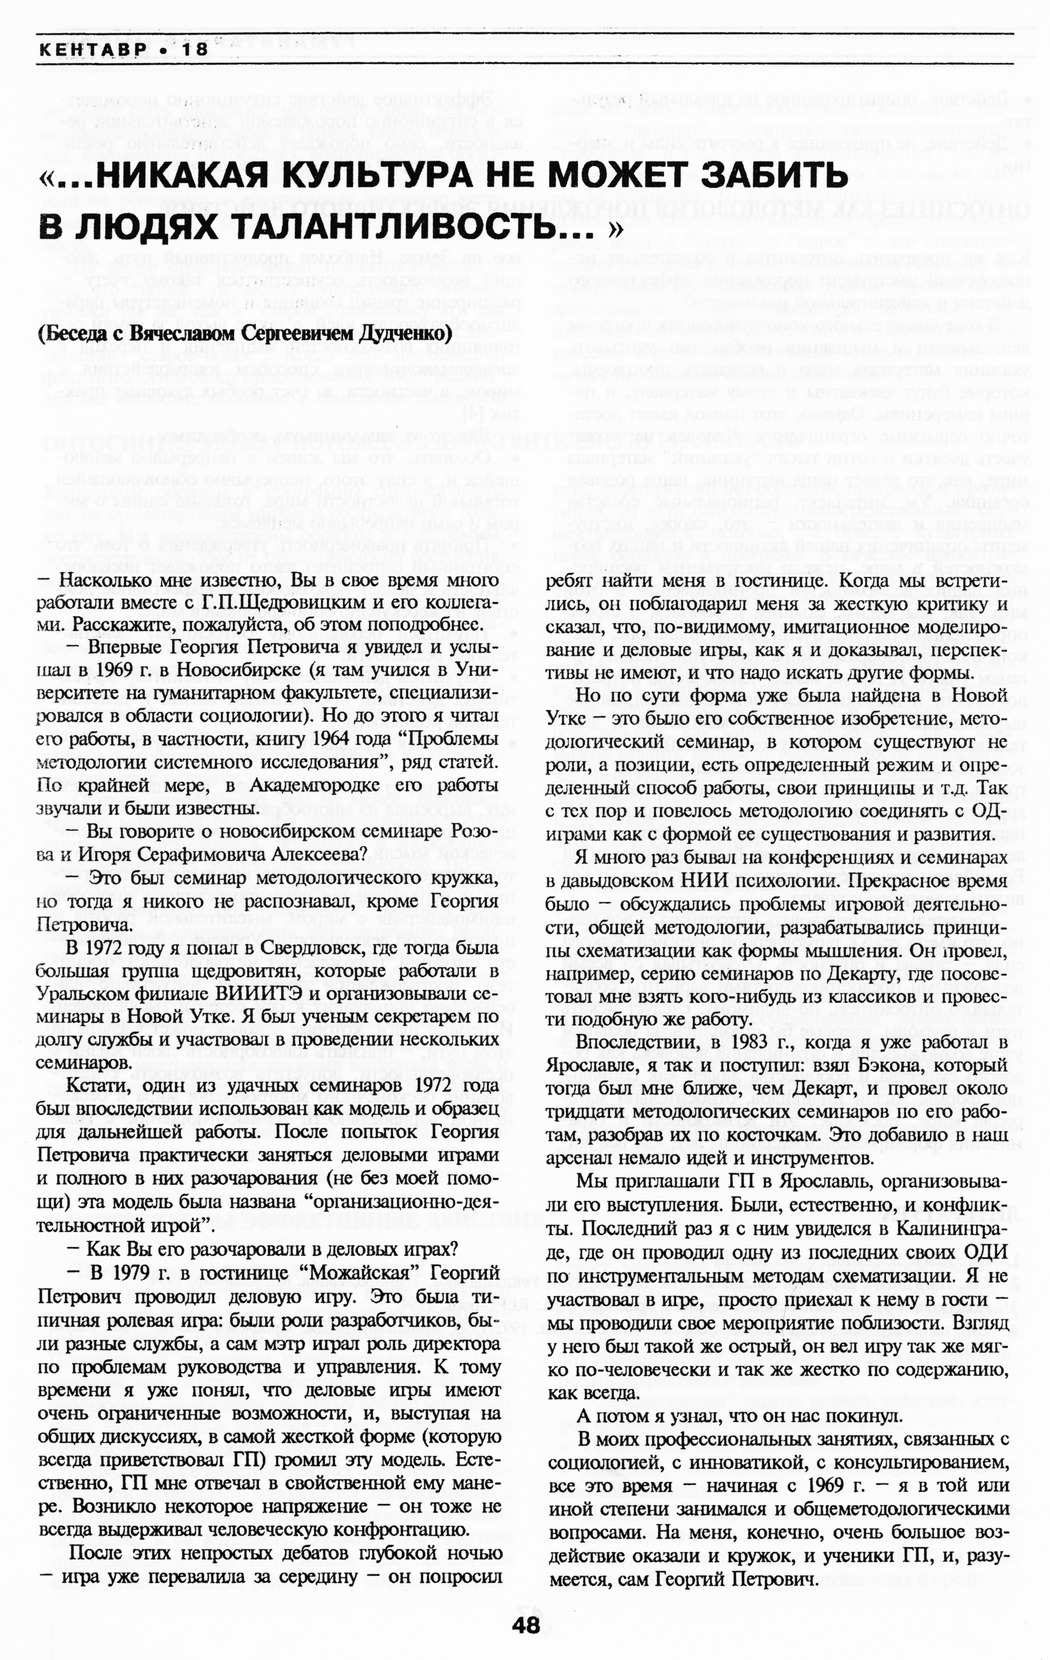 КЕНТАВР • 18
«...НИКАКАЯ КУЛЬТУРА НЕ МОЖЕТ ЗАБИТЬ
В ЛЮДЯХ ТАЛАНТЛИВОСТЬ... »
(Беседа с Вячеславом Сергеевичем Дудченко)
— Насколько мне известно, Вы в свое время много
работали вместе с Г.П.Щедровицким и его коллега-
ми. Расскажите, пожалуйста, об этом поподробнее.
— Впервые Георгия Петровича я увидел и услы-
шал в 1969 г. в Новосибирске (я там учился в Уни-
верситете на гуманитарном факультете, специализи-
ровался в области социологии). Но до этого я читал
его работы, в частности, книгу 1964 года “Проблемы
методологии системного исследования”, ряд статей.
По крайней мере, в Академгородке его работы
звучали и были известны.
— Вы говорите о новосибирском семинаре Розо-
ва и Игоря Серафимовича Алексеева?
— Это был семинар методологического кружка,
но тогда я никого не распознавал, кроме Георгия
Петровича.
В 1972 году я попал в Свердловск, где тогда была
большая группа щедровитян, которые работали в
Уральском филиале ВИИИТЭ и организовывали се-
минары в Новой Утке. Я был ученым секретарем по
долгу службы и участвовал в проведении нескольких
семинаров.
Кстати, один из удачных семинаров 1972 года
был впоследствии использован как модель и образец
для дальнейшей работы. После попыток Георгия
Петровича практически заняться деловыми играми
и полного в них разочарования (не без моей помо-
щи) эта модель была названа “организационно-дея-
тельностной игрой”.
— Как Вы его разочаровали в деловых играх?
— В 1979 г. в гостинице “Можайская” Георгий
Петрович проводил деловую игру. Это была ти-
пичная ролевая игра: были роли разработчиков, бы-
ли разные службы, а сам мэтр играл роль директора
по проблемам руководства и управления. К тому
времени я уже понял, что деловые игры имеют
очень ограниченные возможности, и, выступая на
общих дискуссиях, в самой жесткой форме (которую
всегда приветствовал ГП) громил эту модель. Есте-
ственно, ГП мне отвечал в свойственной ему мане-
ре. Возникло некоторое напряжение — он тоже не
всегда выдерживал человеческую конфронтацию.
После этих непростых дебатов глубокой ночью
— игра уже перевалила за середину — он попросил
ребят найти меня в гостинице. Когда мы встрети-
лись, он поблагодарил меня за жесткую критику и
сказал, что, по-видимому, имитационное моделиро-
вание и деловые игры, как я и доказывал, перспек-
тивы не имеют, и что надо искать другие формы.
Но по сути форма уже была найдена в Новой
Утке — это было его собственное изобретение, мето-
дологический семинар, в котором существуют не
роли, а позиции, есть определенный режим и опре-
деленный способ работы, свои принципы и т.д. Так
с тех пор и повелось методологию соединять с ОД-
играми как с формой ее существования и развития.
Я много раз бывал на конференциях и семинарах
в давыдовском НИИ психологии. Прекрасное время
было — обсуждались проблемы игровой деятельно-
сти, общей методологии, разрабатывались принци-
пы схематизации как формы мышления. Он провел,
например, серию семинаров по Декарту, где посове-
товал мне взять кого-нибудь из классиков и провес-
ти подобную же работу.
Впоследствии, в 1983 г., когда я уже работал в
Ярославле, я так и поступил: взял Бэкона, который
тогда был мне ближе, чем Декарт, и провел около
тридцати методологических семинаров по его рабо-
там, разобрав их по косточкам. Это добавило в наш
арсенал немало идей и инструментов.
Мы приглашали ГП в Ярославль, организовыва-
ли его выступления. Были, естественно, и конфлик-
ты. Последний раз я с ним увиделся в Калинингра-
де, где он проводил одну из последних своих ОДИ
по инструментальным методам схематизации. Я не
участвовал в игре, просто приехал к нему в гости —
мы проводили свое мероприятие поблизости. Взгляд
у него был такой же острый, он вел игру так же мяг-
ко по-человечески и так же жестко по содержанию,
как всегда.
А потом я узнал, что он нас покинул.
В моих профессиональных занятиях, связанных с
социологией, с инноватикой, с консультированием,
все это время — начиная с 1969 г. — я в той или
иной степени занимался и общеметодологическими
вопросами. На меня, конечно, очень большое воз-
действие оказали и кружок, и ученики ГП, и, разу-
меется, сам Георгий Петрович.
48